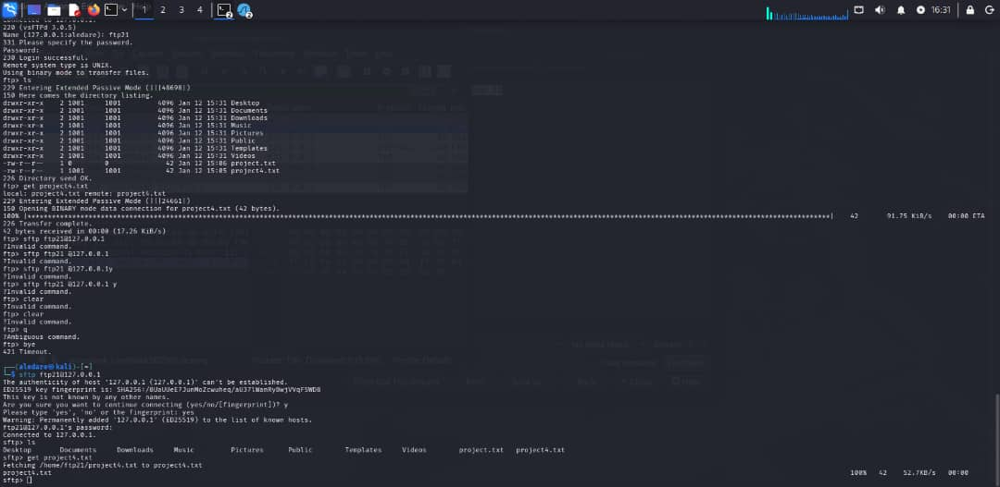 1 2 3 4
16:31
220 (vsFTPd 3.0.5)
Name (127.0.0.1:aledare): ftp21
331 Please specify the password.
Password:
230 Login successful.
Remote system type is UNIX.
Using binary mode to transfer files.
ftp> ls
229 Entering Extended Passive Mode (|||48698|)
150 Here comes the directory listing.
drwxr-xr-x 2 1001 1001 4096 Jan 12 15:31 Desktop
drwxr-xr-x 2 1001 1001 4096 Jan 12 15:31 Documents
drwxr-xr-x 2 1001 1001 4096 Jan 12 15:31 Downloads
drwxr-xr-x 2 1001 1001 4096 Jan 12 15:31 Music
drwxr-xr-x 2 1001 1001 4096 Jan 12 15:31 Pictures
drwxr-xr-x 2 1001 1001 4096 Jan 12 15:31 Public
drwxr-xr-x 2 1001 1001 4096 Jan 12 15:31 Templates
drwxr-xr-x 2 1001 1001 4096 Jan 12 15:31 Videos
-rw-r--r-- 1 0 0 42 Jan 12 15:06 project.txt
-rw-r--r-- 1 1001 1001 42 Jan 12 15:05 project4.txt
226 Directory send OK.
ftp> get project4.txt
local: project4.txt remote: project4.txt
229 Entering Extended Passive Mode (|||24661|)
150 Opening BINARY mode data connection for project4.txt (42 bytes).
100% 42 91.75 KiB/s 00:00 ETA
226 Transfer complete.
42 bytes received in 00:00 (17.26 KiB/s)
ftp> sftp ftp21@127.0.0.1
?Invalid command.
ftp> sftp ftp21 @127.0.0.1
?Invalid command.
ftp> sftp ftp21 @127.0.0.1y
?Invalid command.
ftp> sftp ftp21 @127.0.0.1 y
?Invalid command.
ftp> clear
?Invalid command.
ftp> clear
?Invalid command.
ftp> q
?Ambiguous command.
ftp> bye
421 Timeout.
(aledare㉿kali)-[~]
$ sftp ftp21@127.0.0.1
The authenticity of host '127.0.0.1 (127.0.0.1)' can't be established.
ED25519 key fingerprint is:
This key is not known by any other names.
Are you sure you want to continue connecting (yes/no/[fingerprint])? y
Please type 'yes', 'no' or the fingerprint: yes
Warning: Permanently added '127.0.0.1' (ED25519) to the list of known hosts.
ftp21@127.0.0.1's password:
Connected to 127.0.0.1.
sftp> ls
Desktop Documents Downloads Music Pictures Public Templates Videos project.txt project4.txt
sftp> get project4.txt
Fetching /home/ftp21/project4.txt to project4.txt
project4.txt 100% 42 52.7KB/s 00:00
sftp>